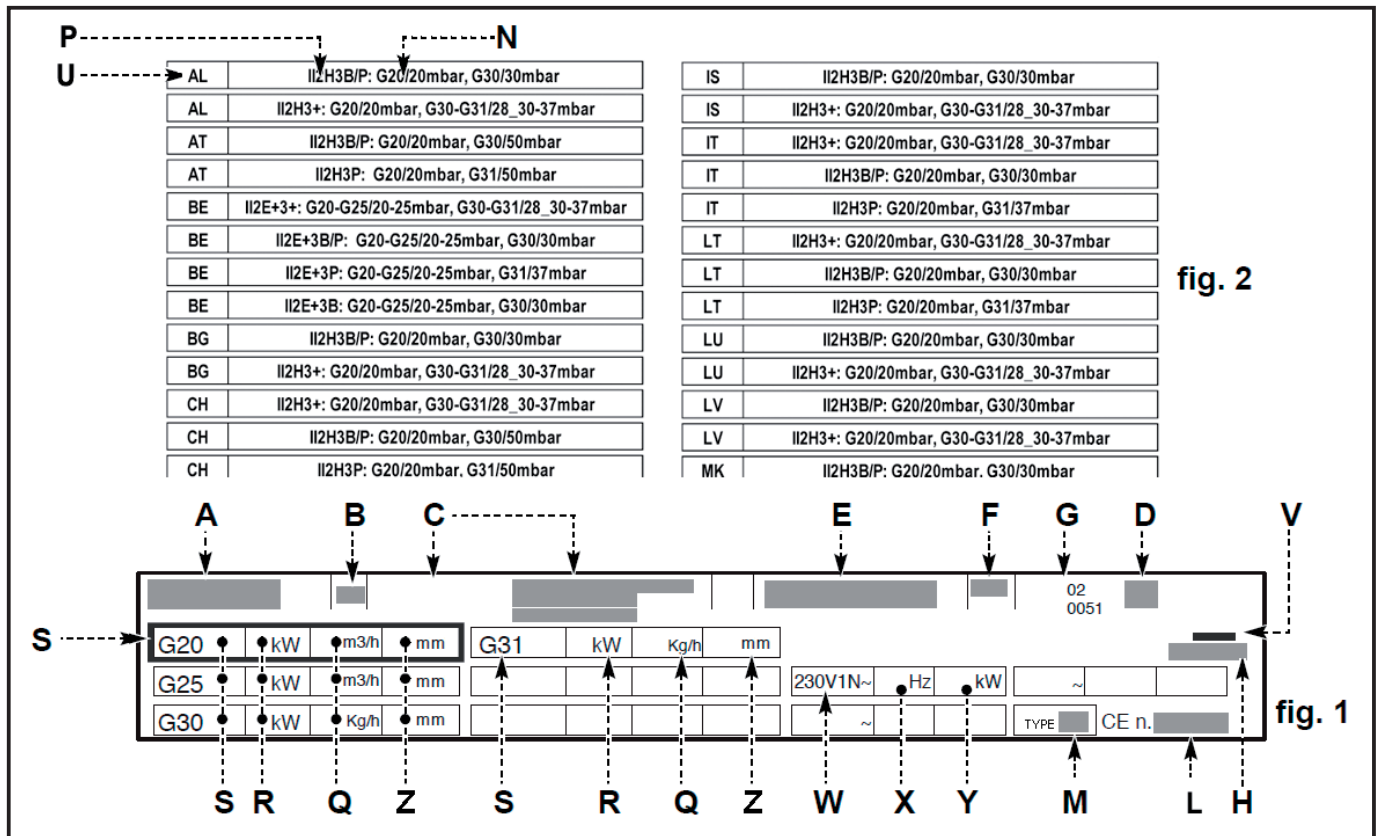 P N
U
AL II2H3B/P: G20/20mbar, G30/30mbar
AL II2H3+: G20/20mbar, G30-G31/28_30-37mbar
AT II2H3B/P: G20/20mbar, G30/50mbar
AT II2H3P: G20/20mbar, G31/50mbar
BE II2E+3+: G20-G25/20-25mbar, G30-G31/28_30-37mbar
BE II2E+3B/P: G20-G25/20-25mbar, G30/30mbar
BE II2E+3P: G20-G25/20-25mbar, G31/37mbar
BE II2E+3B: G20-G25/20-25mbar, G30/30mbar
BG II2H3B/P: G20/20mbar, G30/30mbar
BG II2H3+: G20/20mbar, G30-G31/28_30-37mbar
CH II2H3+: G20/20mbar, G30-G31/28_30-37mbar
CH II2H3B/P: G20/20mbar, G30/50mbar
CH II2H3P: G20/20mbar, G31/50mbar
IS II2H3B/P: G20/20mbar, G30/30mbar
IS II2H3+: G20/20mbar, G30-G31/28_30-37mbar
IT II2H3+: G20/20mbar, G30-G31/28_30-37mbar
IT II2H3B/P: G20/20mbar, G30/30mbar
IT II2H3P: G20/20mbar, G31/37mbar
LT II2H3+: G20/20mbar, G30-G31/28_30-37mbar
LT II2H3B/P: G20/20mbar, G30/30mbar
LT II2H3P: G20/20mbar, G31/37mbar
LU II2H3B/P: G20/20mbar, G30/30mbar
LU II2H3+: G20/20mbar, G30-G31/28_30-37mbar
LV II2H3B/P: G20/20mbar, G30/30mbar
LV II2H3+: G20/20mbar, G30-G31/28_30-37mbar
MK II2H3B/P: G20/20mbar, G30/30mbar
fig. 2
A B C E F G D V
02
0051
S
G20 kW m3/h mm G31 kW Kg/h mm
G25 kW m3/h mm 230V1N~ Hz kW ~
G30 kW Kg/h mm ~ TYPE CE n.
fig. 1
S R Q Z S R Q Z W X Y M L H